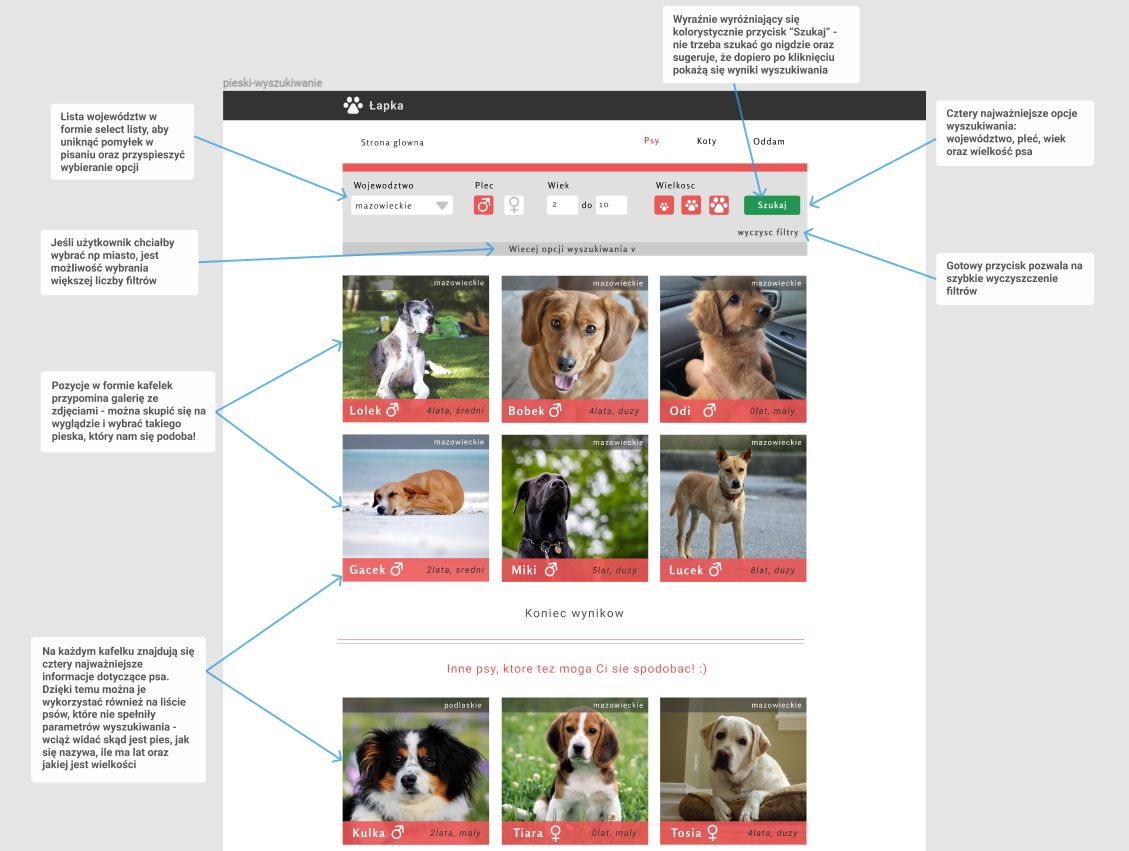 Wyraźnie wyróżniający się
kolorystycznie przycisk “Szukaj” -
nie trzeba szukać go nigdzie oraz
sugeruje, że dopiero po kliknięciu
pokażą się wyniki wyszukiwania
pieski-wyszukiwanie
Łapka
Lista województw w
formie select listy, aby
uniknąć pomyłek w
pisaniu oraz przyspieszyć
wybieranie opcji
Cztery najważniejsze opcje
wyszukiwania:
województwo, płeć, wiek
oraz wielkość psa
Strona glowna
Psy
Koty
Oddam
Wojewodztwo
Plec
Wiek
Wielkosc
mazowieckie
2
do
10
Szukaj
wyczysc filtry
Wiecej opcji wyszukiwania v
Jeśli użytkownik chciałby
wybrać np miasto, jest
możliwość wybrania
większej liczby filtrów
Gotowy przycisk pozwala na
szybkie wyczyszczenie
filtrów
mazowieckie
mazowieckie
mazowieckie
Lolek
4lata, średni
Bobek
4lata, duzy
Odi
0lat, maly
Pozycje w formie kafelek
przypomina galerię ze
zdjęciami - można skupić się na
wyglądzie i wybrać takiego
pieska, który nam się podoba!
mazowieckie
mazowieckie
mazowieckie
Gacek
2lata, sredni
Miki
5lat, duzy
Lucek
8lat, duzy
Koniec wynikow
Na każdym kafelku znajdują się
cztery najważniejsze
informacje dotyczące psa.
Dzięki temu można je
wykorzystać również na liście
psów, które nie spełniły
parametrów wyszukiwania -
wciąż widać skąd jest pies, jak
się nazywa, ile ma lat oraz
jakiej jest wielkości
Inne psy, ktore tez moga Ci sie spodobac! :)
podlaskie
mazowieckie
mazowieckie
Kulka
2lata, maly
Tiara
0lat, maly
Tosia
4lata, duzy